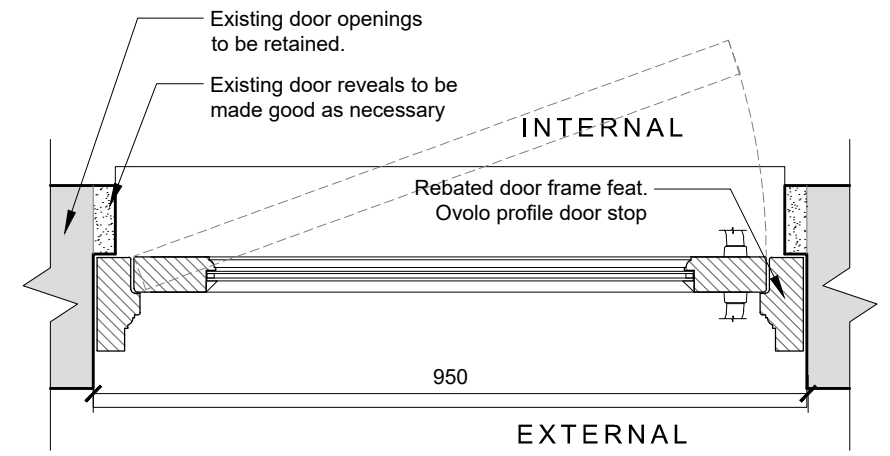 Existing door openings
to be retained.
Existing door reveals to be
made good as necessary
INTERNAL
Rebated door frame feat.
Ovolo profile door stop
950
EXTERNAL